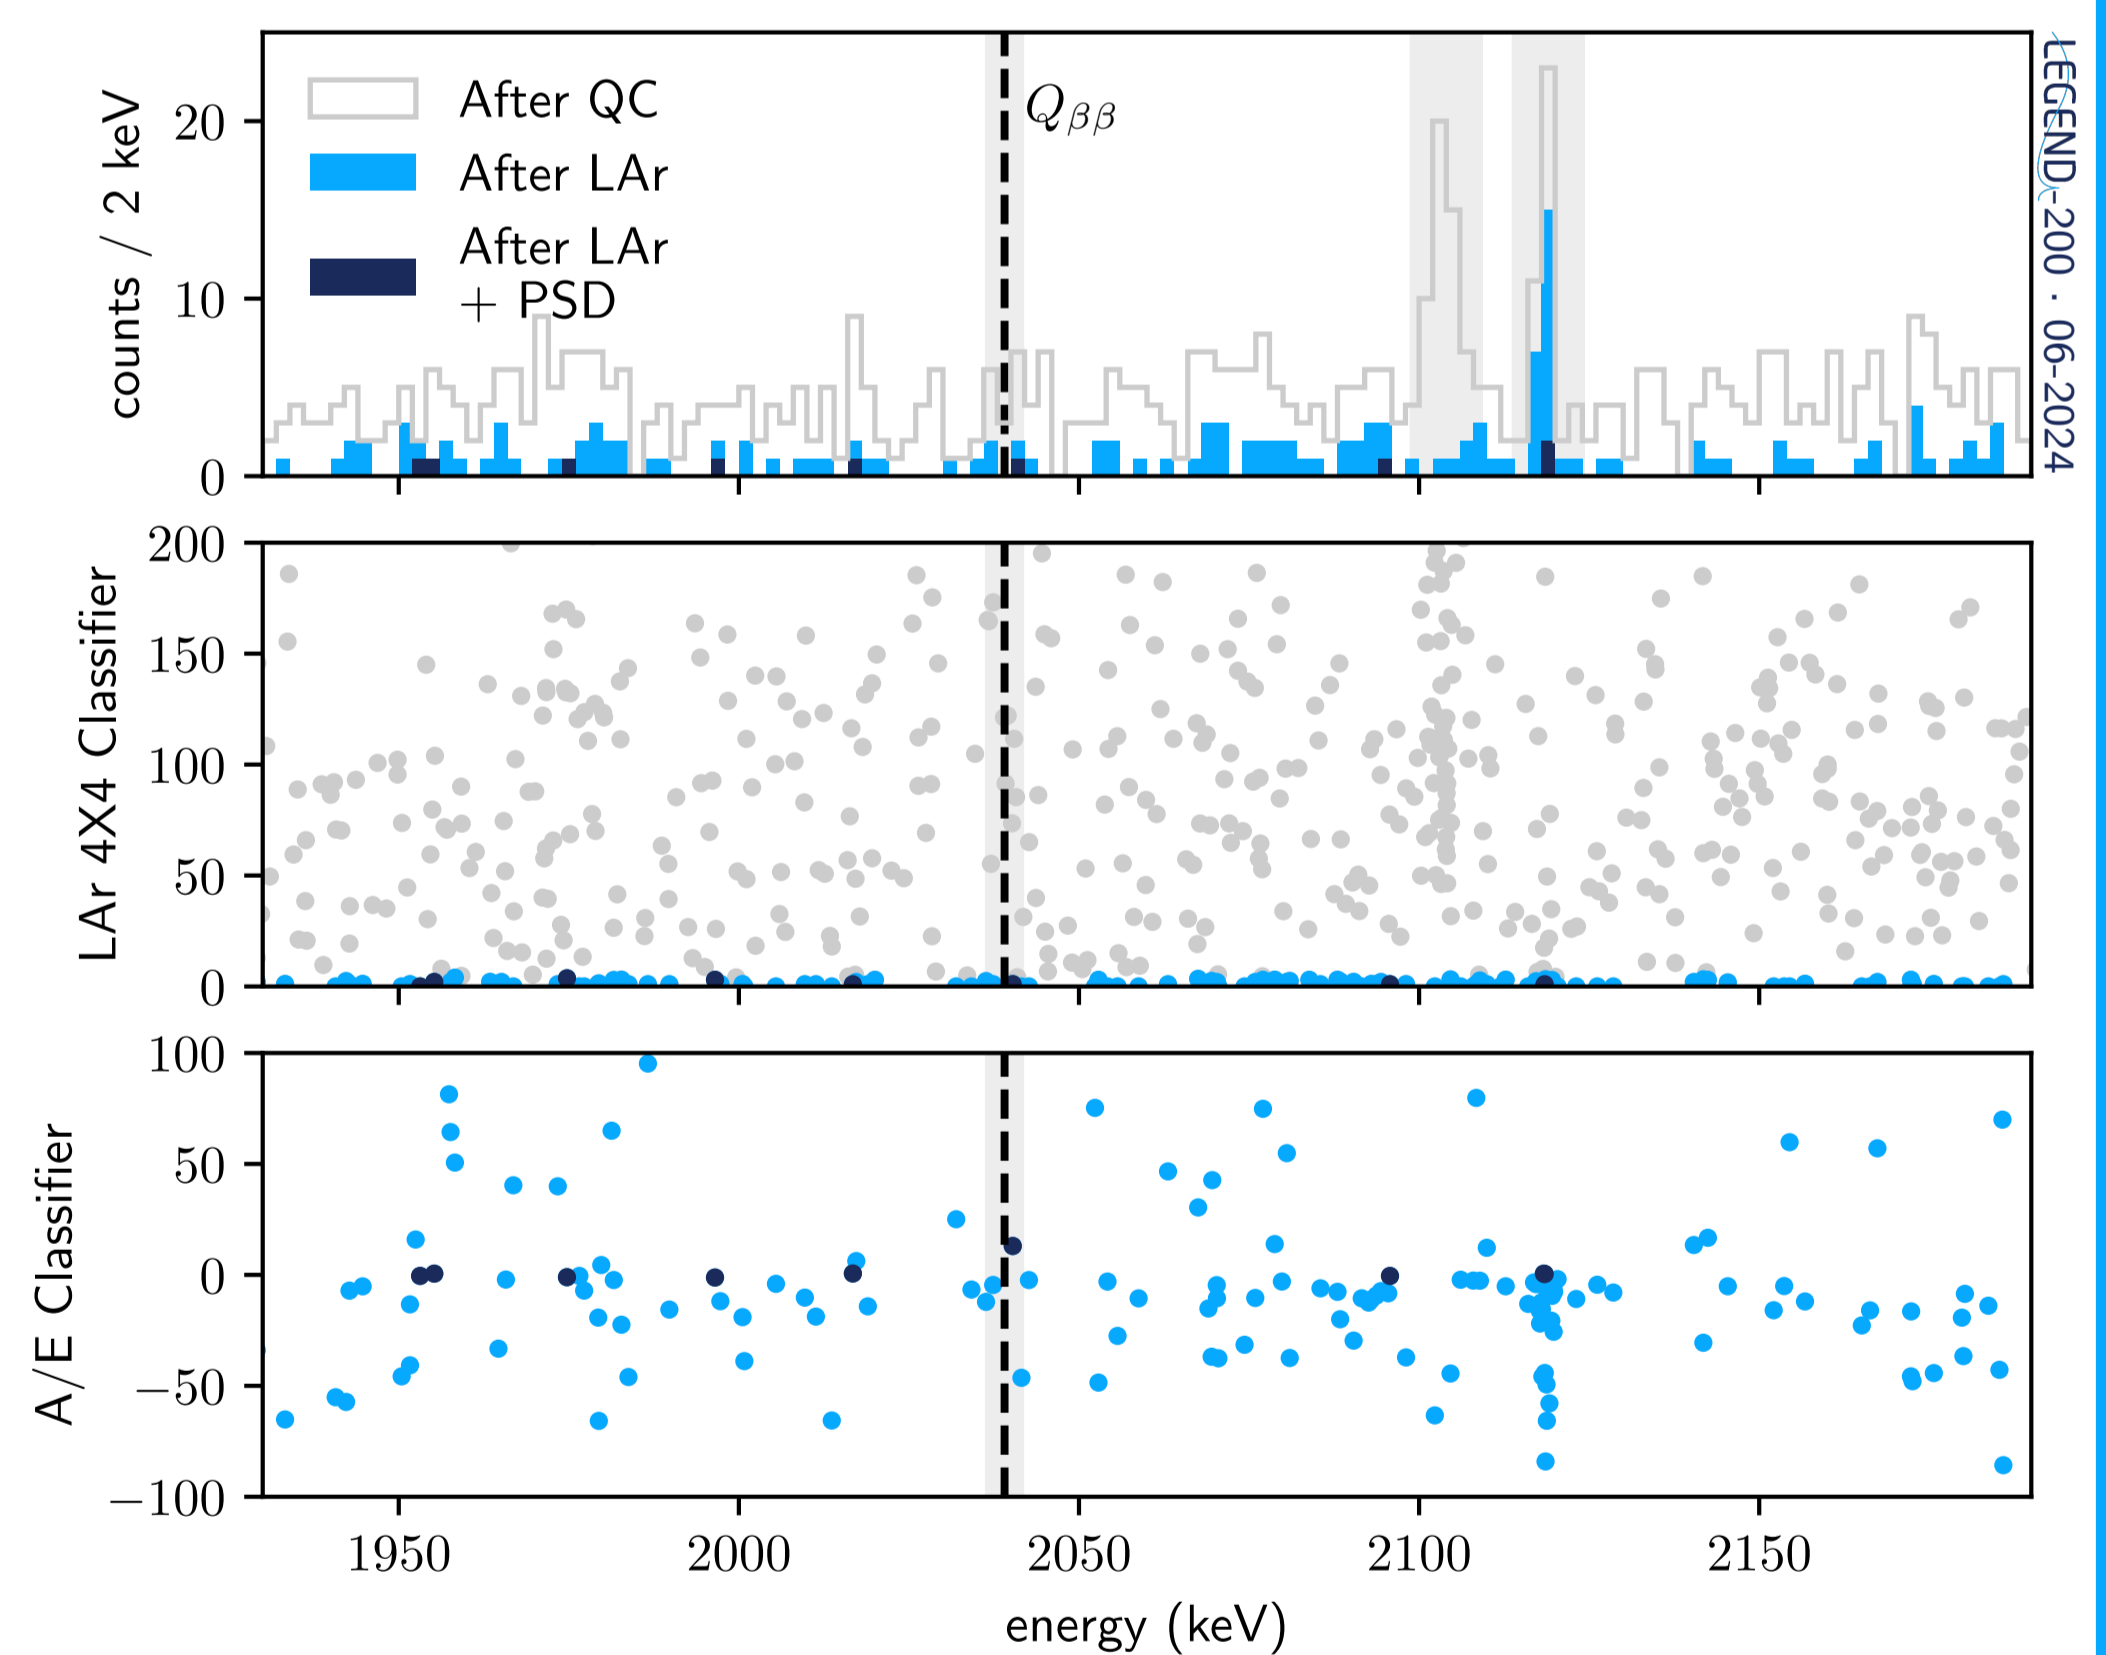 After QC
After LAr
After LAr
+ PSD
Qββ
counts / 2 keV
20
10
0
LEGEND-200 · 06-2024
LAr 4X4 Classifier
200
150
100
50
0
A/E Classifier
100
50
0
−50
−100
1950 2000 2050 2100 2150
energy (keV)